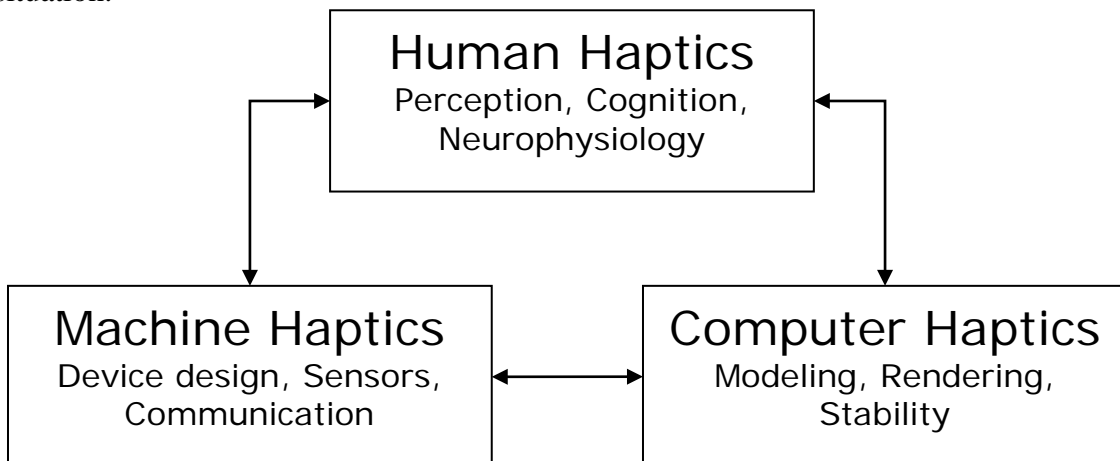 Human Haptics
Perception, Cognition,
Neurophysiology
Machine Haptics
Device design, Sensors,
Communication
Computer Haptics
Modeling, Rendering,
Stability